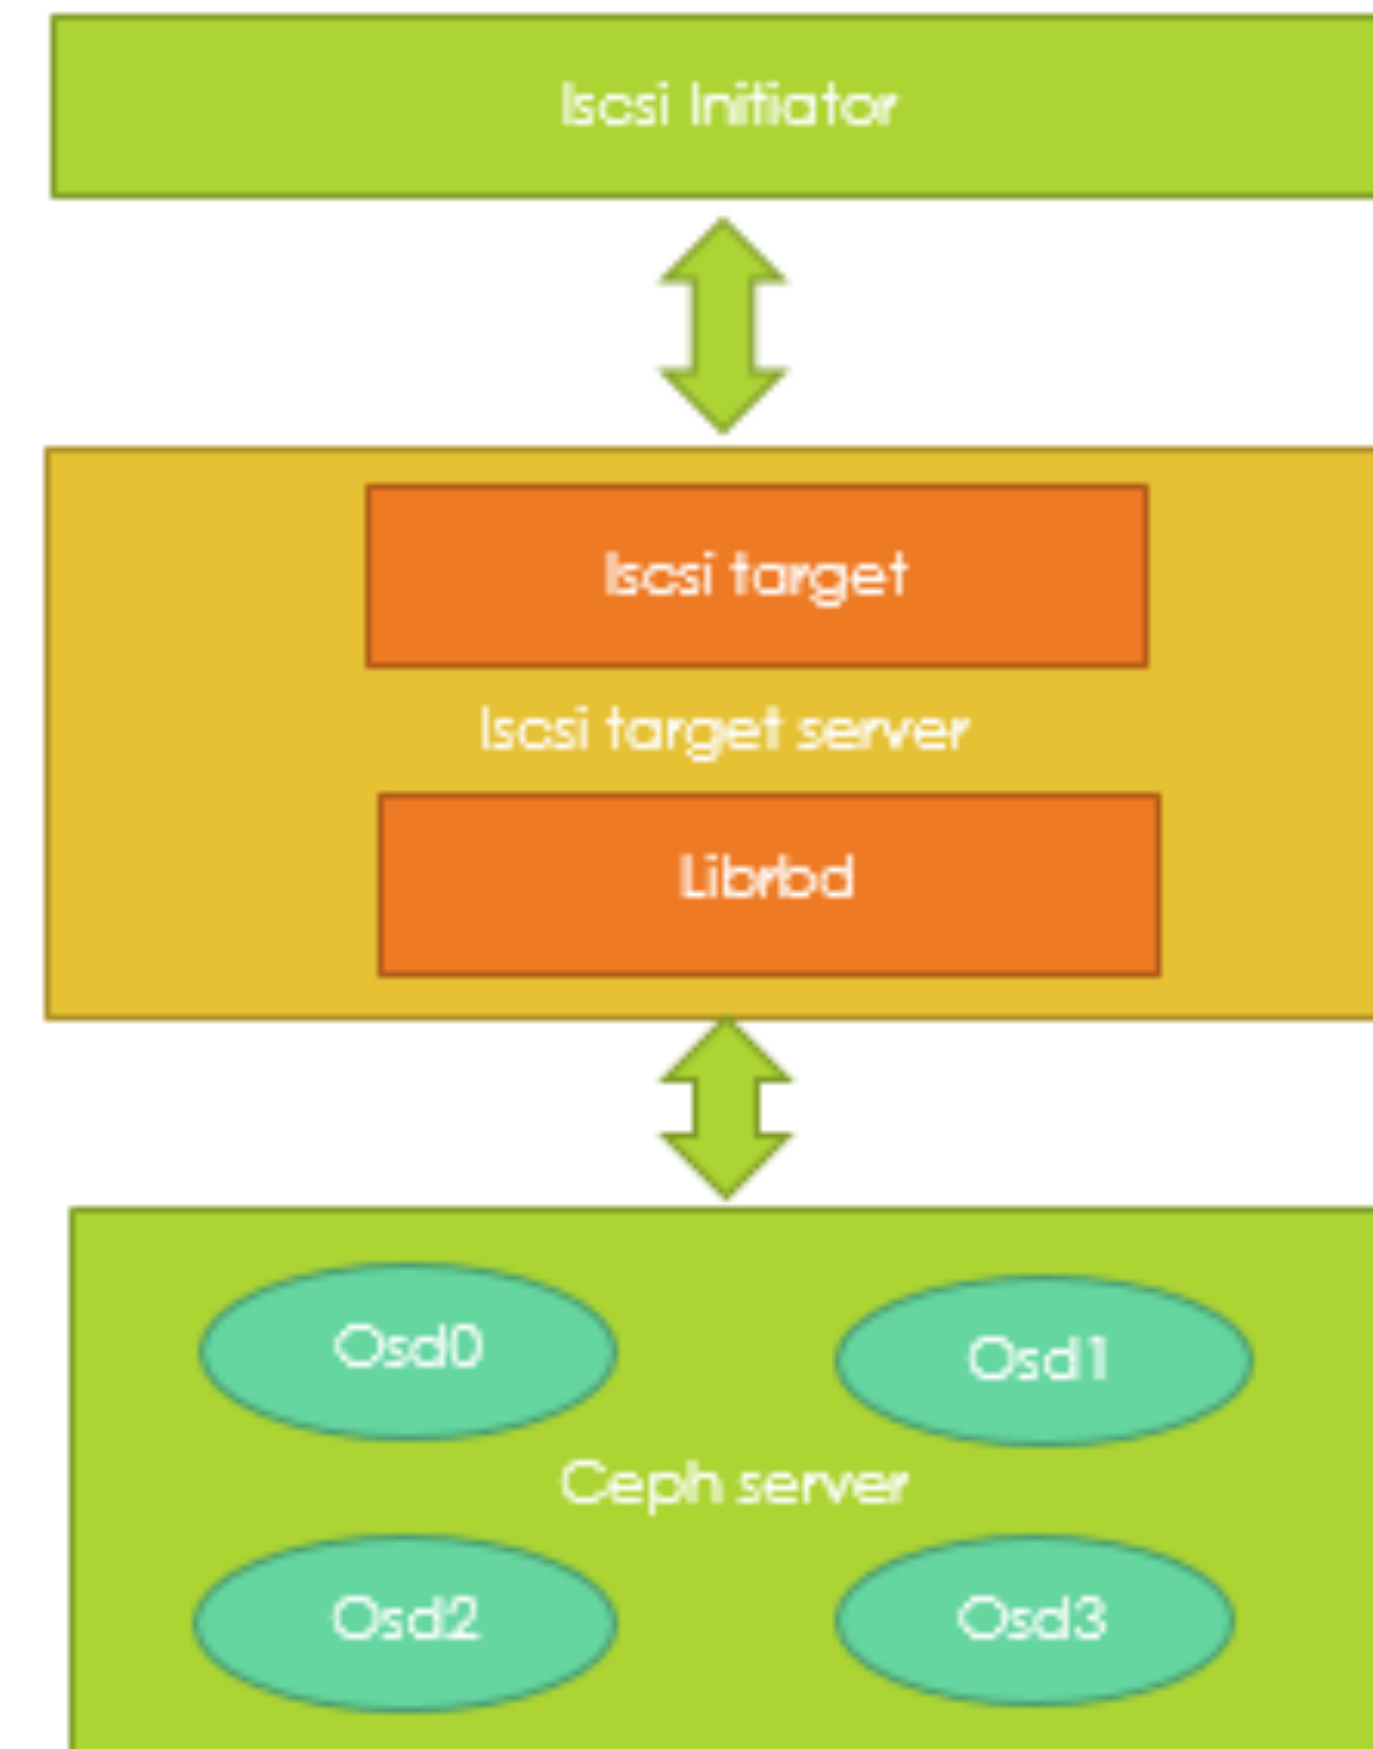 Iscsi Initiator
Iscsi target
Iscsi target server
Librbd
Osd0
Osd1
Ceph server
Osd2
Osd3